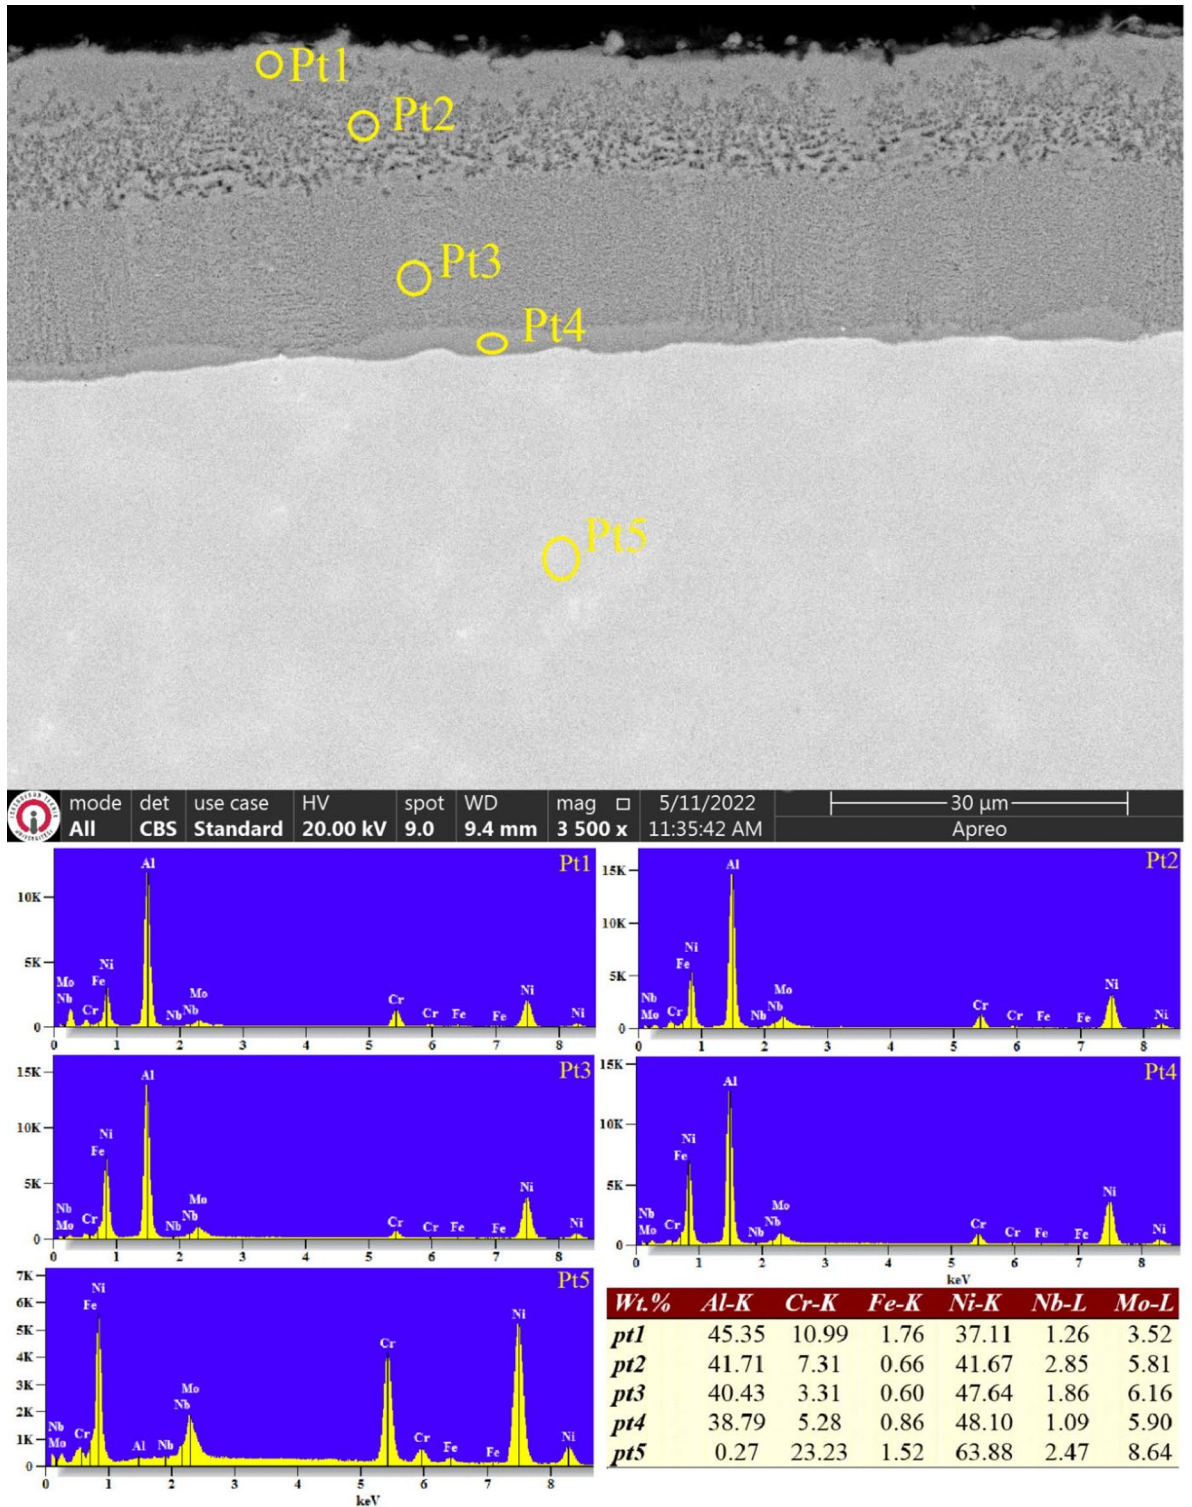 Pt1
Pt2
Pt3
Pt4
Pt5
mode det use case HV spot WD mag □ 5/11/2022 30 µm
All CBS Standard 20.00 kV 9.0 9.4 mm 3 500 x 11:35:42 AM Apreo
Pt1
10K
5K
0
Al
Mo
Nb
Cr
Fe
Ni
Nb
Nb
Mo
Cr
Cr
Fe
Fe
Ni
Ni
0 1 2 3 4 5 6 7 8
Pt2
15K
10K
5K
0
Al
Nb
Mo
Cr
Fe
Ni
Nb
Nb
Mo
Cr
Cr
Fe
Fe
Ni
Ni
0 1 2 3 4 5 6 7 8
Pt3
15K
10K
5K
0
Al
Nb
Mo
Cr
Fe
Ni
Nb
Nb
Mo
Cr
Cr
Fe
Fe
Ni
Ni
0 1 2 3 4 5 6 7 8
Pt4
15K
10K
5K
0
Al
Nb
Mo
Cr
Fe
Ni
Nb
Nb
Mo
Cr
Cr
Fe
Fe
Ni
Ni
0 1 2 3 4 5 6 7 8
keV
Pt5
7K
6K
5K
4K
3K
2K
1K
0
Nb
Mo
Cr
Fe
Ni
Al
Nb
Nb
Mo
Cr
Cr
Fe
Fe
Ni
Ni
0 1 2 3 4 5 6 7 8
keV
Wt.% Al-K Cr-K Fe-K Ni-K Nb-L Mo-L
pt1 45.35 10.99 1.76 37.11 1.26 3.52
pt2 41.71 7.31 0.66 41.67 2.85 5.81
pt3 40.43 3.31 0.60 47.64 1.86 6.16
pt4 38.79 5.28 0.86 48.10 1.09 5.90
pt5 0.27 23.23 1.52 63.88 2.47 8.64